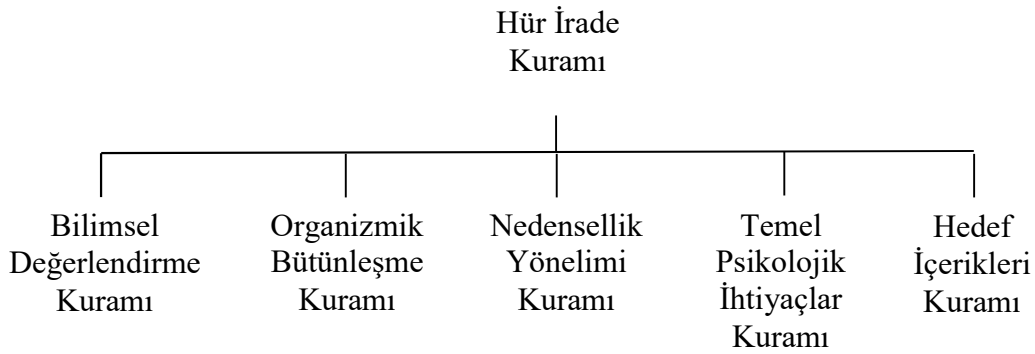 Hür İrade
Kuramı
Bilimsel
Değerlendirme
Kuramı
Organizmik
Bütünleşme
Kuramı
Nedensellik
Yönelimi
Kuramı
Temel
Psikolojik
İhtiyaçlar
Kuramı
Hedef
İçerikleri
Kuramı